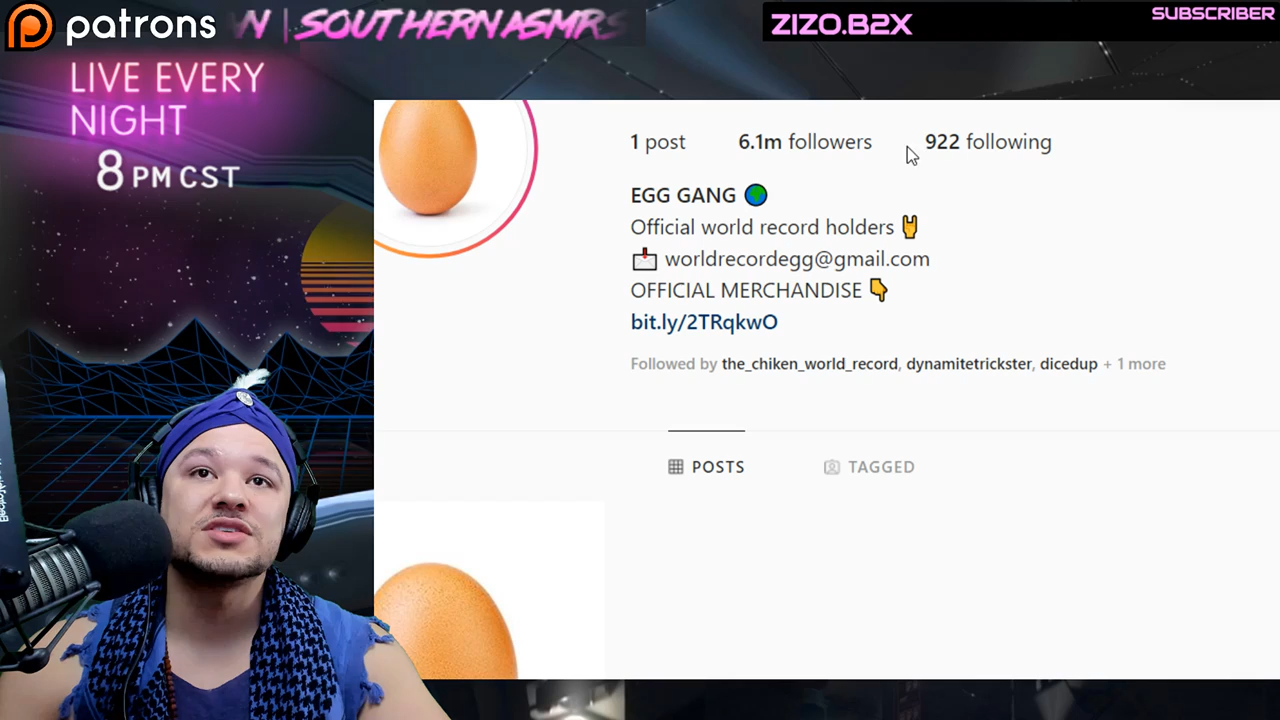 patrons
SOUTHERNASMRS
ZIZO.B2X
SUBSCRIBER
LIVE EVERY
NIGHT
8 PM CST
1 post 6.1m followers 922 following
EGG GANG
Official world record holders
worldrecordegg@gmail.com
OFFICIAL MERCHANDISE
bit.ly/2TRqkwO
Followed by the_chiken_world_record, dynamitetrickster, dicedup + 1 more
POSTS TAGGED